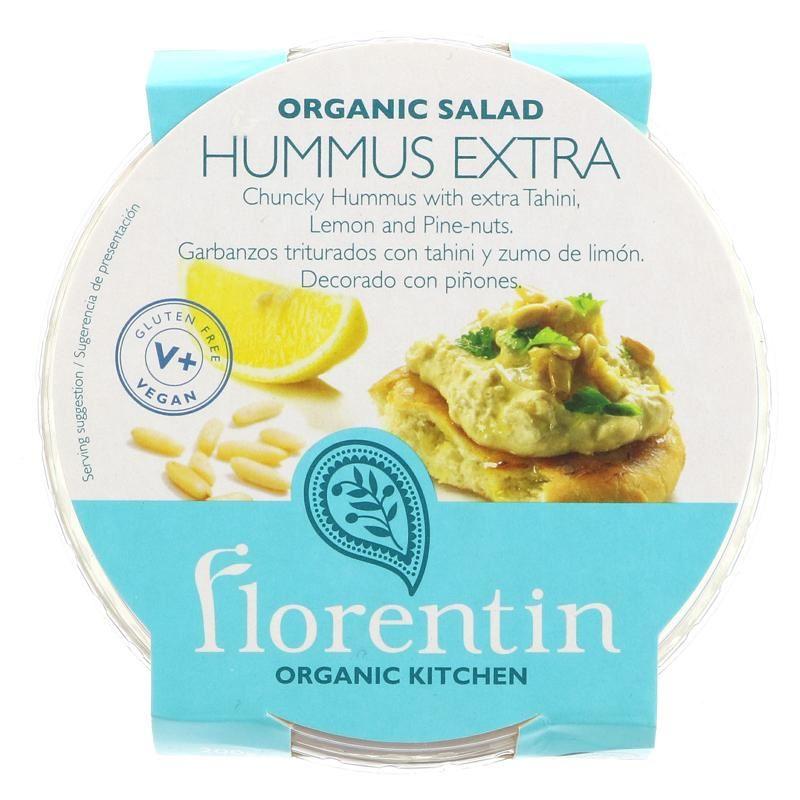 ORGANIC SALAD
HUMMUS EXTRA
Chuncky Hummus with extra Tahini,
Lemon and Pine-nuts.
Garbanzos triturados con tahini y zumo de limón.
Decorado con piñones.
Serving suggestion / Sugerencia de presentación
GLUTEN FREE
V+
VEGAN
florentin
ORGANIC KITCHEN